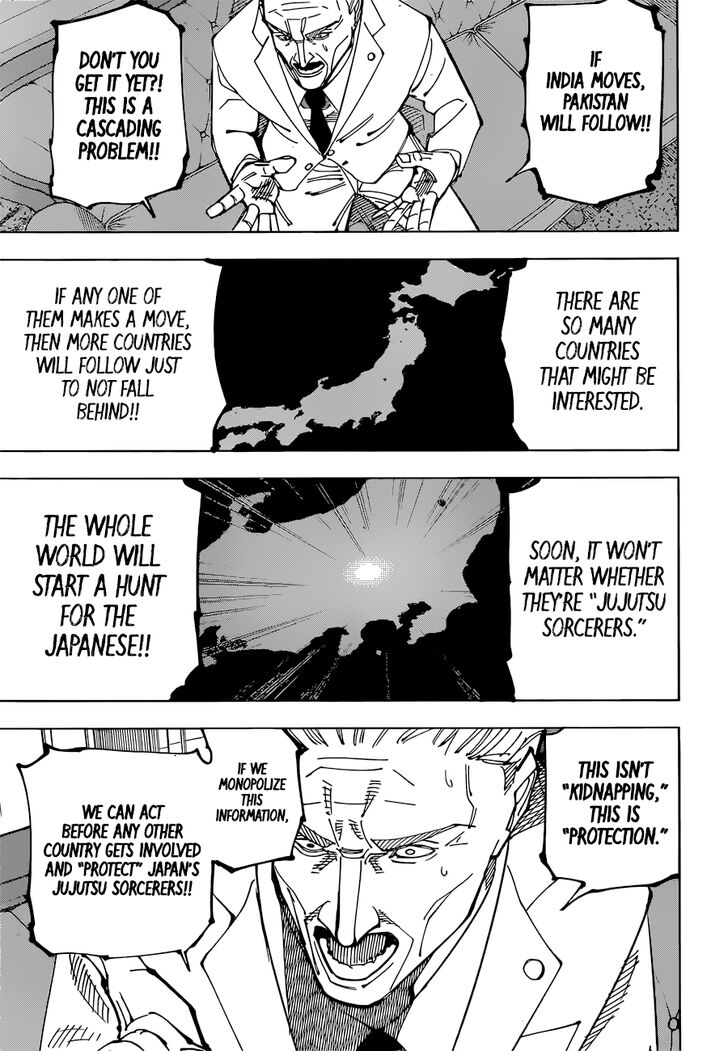 IF
INDIA MOVES,
PAKISTAN
WILL FOLLOW!!
DON'T YOU
GET IT YET?!
THIS IS A
CASCADING
PROBLEM!!
THERE ARE
SO MANY
COUNTRIES
THAT MIGHT BE
INTERESTED.
IF ANY ONE OF
THEM MAKES A MOVE,
THEN MORE COUNTRIES
WILL FOLLOW JUST
TO NOT FALL
BEHIND!!
SOON, IT WON'T
MATTER WHETHER
THEY'RE "JUJUTSU
SORCERERS."
THE WHOLE
WORLD WILL
START A HUNT
FOR THE
JAPANESE!!
THIS ISN'T
"KIDNAPPING,"
THIS IS
"PROTECTION."
IF WE
MONOPOLIZE
THIS
INFORMATION,
WE CAN ACT
BEFORE ANY OTHER
COUNTRY GETS INVOLVED
AND "PROTECT" JAPAN'S
JUJUTSU SORCERERS!!